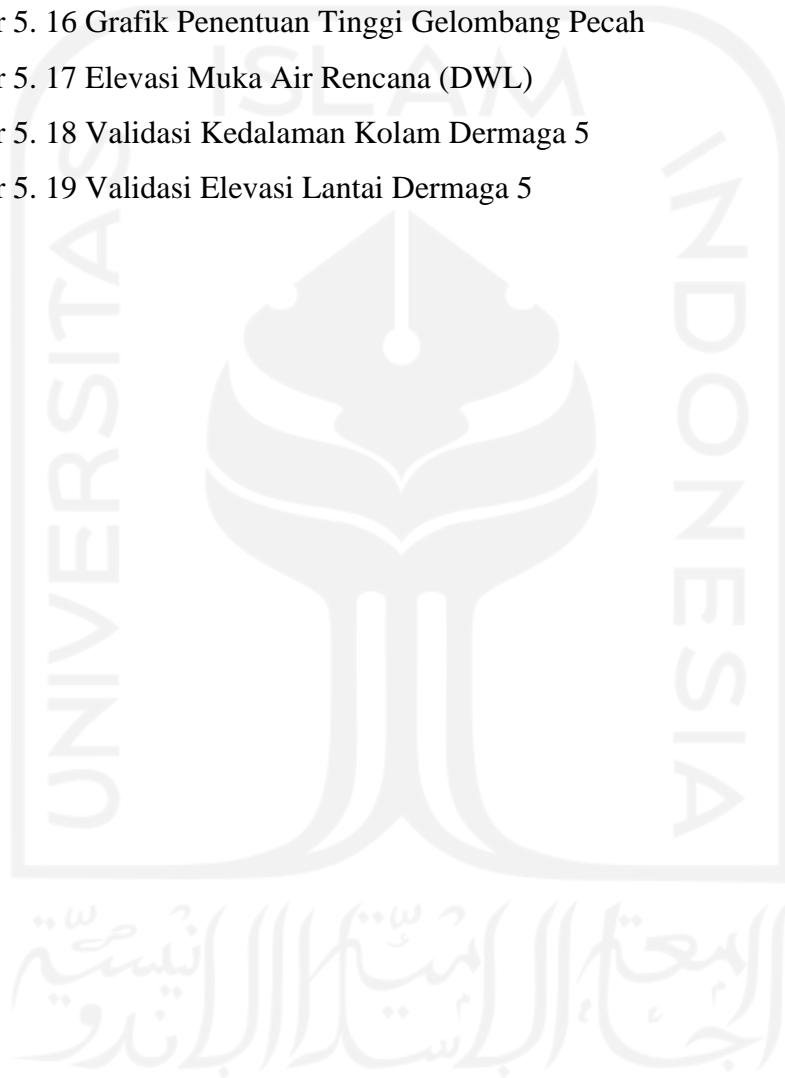 r 5. 16 Grafik Penentuan Tinggi Gelombang Pecah
r 5. 17 Elevasi Muka Air Rencana (DWL)
r 5. 18 Validasi Kedalaman Kolam Dermaga 5
r 5. 19 Validasi Elevasi Lantai Dermaga 5
ISLAM
UNIVERSITAS
INDONESIA